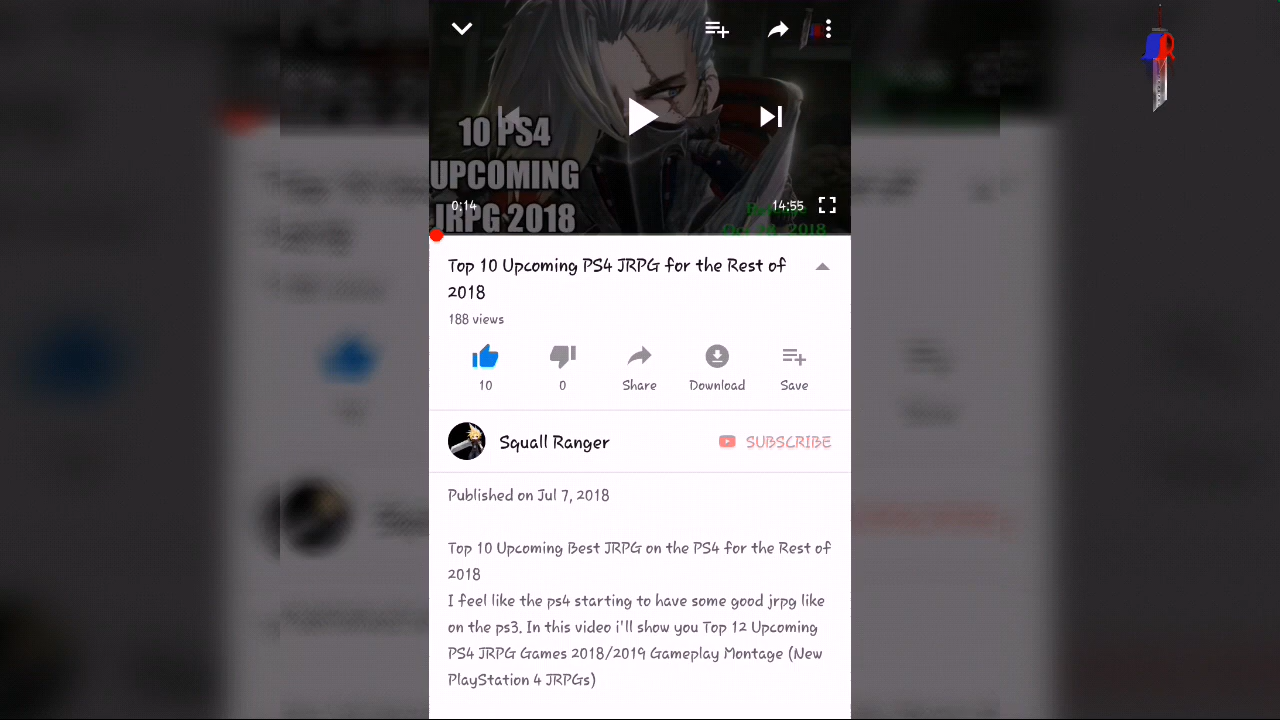 10 PS4
UPCOMING
JRPG 2018
0:14
14:55
Oct 02, 2018
Top 10 Upcoming PS4 JRPG for the Rest of
2018
188 views
10
0
Share
Download
Save
Squall Ranger
SUBSCRIBE
Published on Jul 7, 2018
Top 10 Upcoming Best JRPG on the PS4 for the Rest of
2018
I feel like the ps4 starting to have some good jrpg like
on the ps3. In this video i'll show you Top 12 Upcoming
PS4 JRPG Games 2018/2019 Gameplay Montage (New
PlayStation 4 JRPGs)